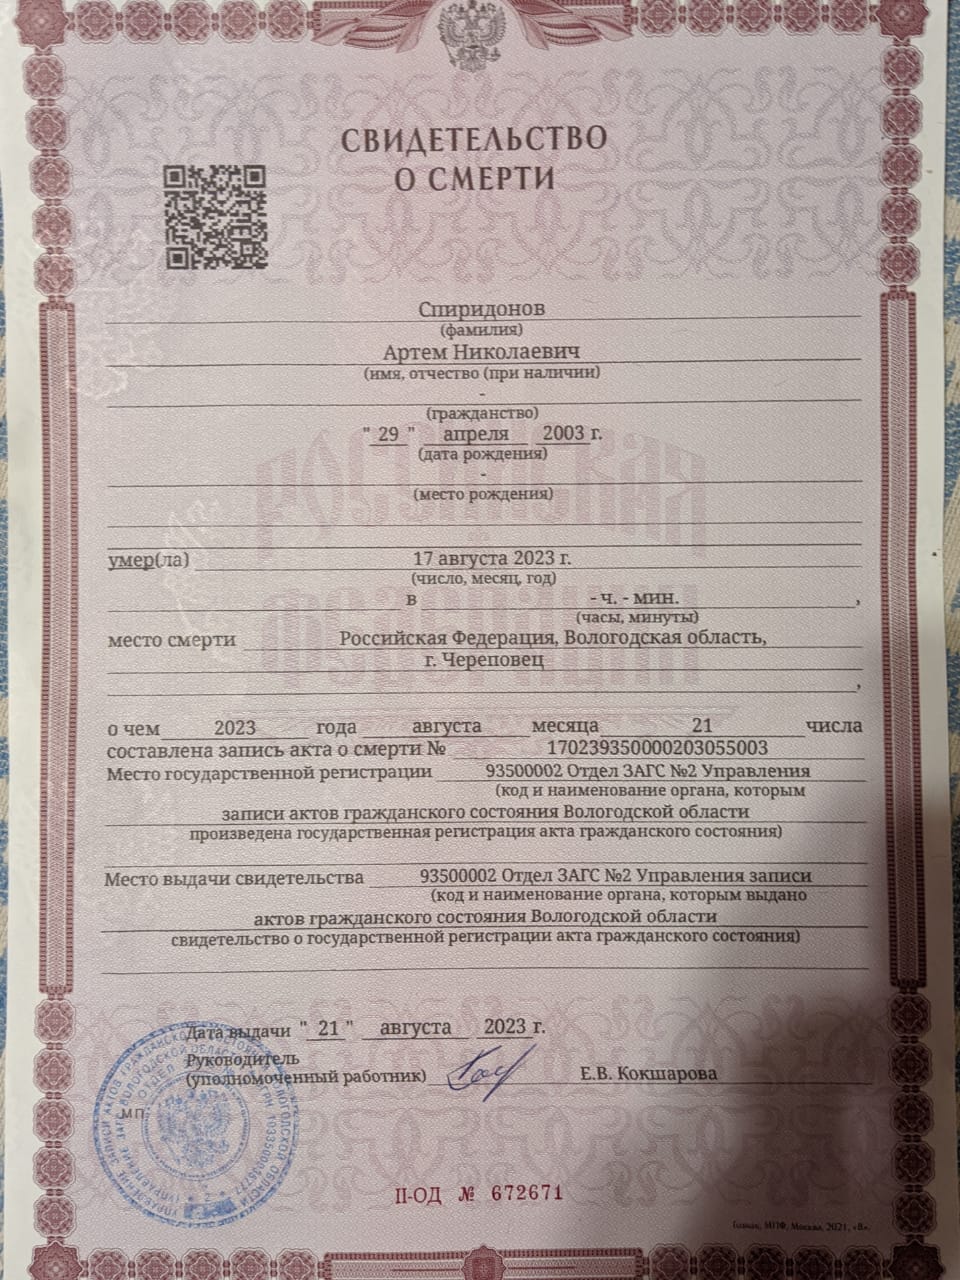 СВИДЕТЕЛЬСТВО
О СМЕРТИ
Спиридонов
(фамилия)
Артем Николаевич
(имя, отчество (при наличии)
-
(гражданство)
" 29 " апреля 2003 г.
(дата рождения)
-
(место рождения)
РОССИЙСКАЯ
ФЕДЕРАЦИЯ
умер(ла) 17 августа 2023 г.
(число, месяц, год)
в - ч. - мин. ,
(часы, минуты)
место смерти Российская Федерация, Вологодская область,
г. Череповец
,
о чем 2023 года августа месяца 21 числа
составлена запись акта о смерти № 170239350000203055003
Место государственной регистрации 93500002 Отдел ЗАГС №2 Управления
(код и наименование органа, которым
записи актов гражданского состояния Вологодской области
произведена государственная регистрация акта гражданского состояния)
Место выдачи свидетельства 93500002 Отдел ЗАГС №2 Управления записи
(код и наименование органа, которым выдано
актов гражданского состояния Вологодской области
свидетельство о государственной регистрации акта гражданского состояния)
Дата выдачи " 21 " августа 2023 г.
Руководитель
(уполномоченный работник) Е.В. Кокшарова
МП
II-ОД № 672671
МПФ, Москва, 2021, «В».